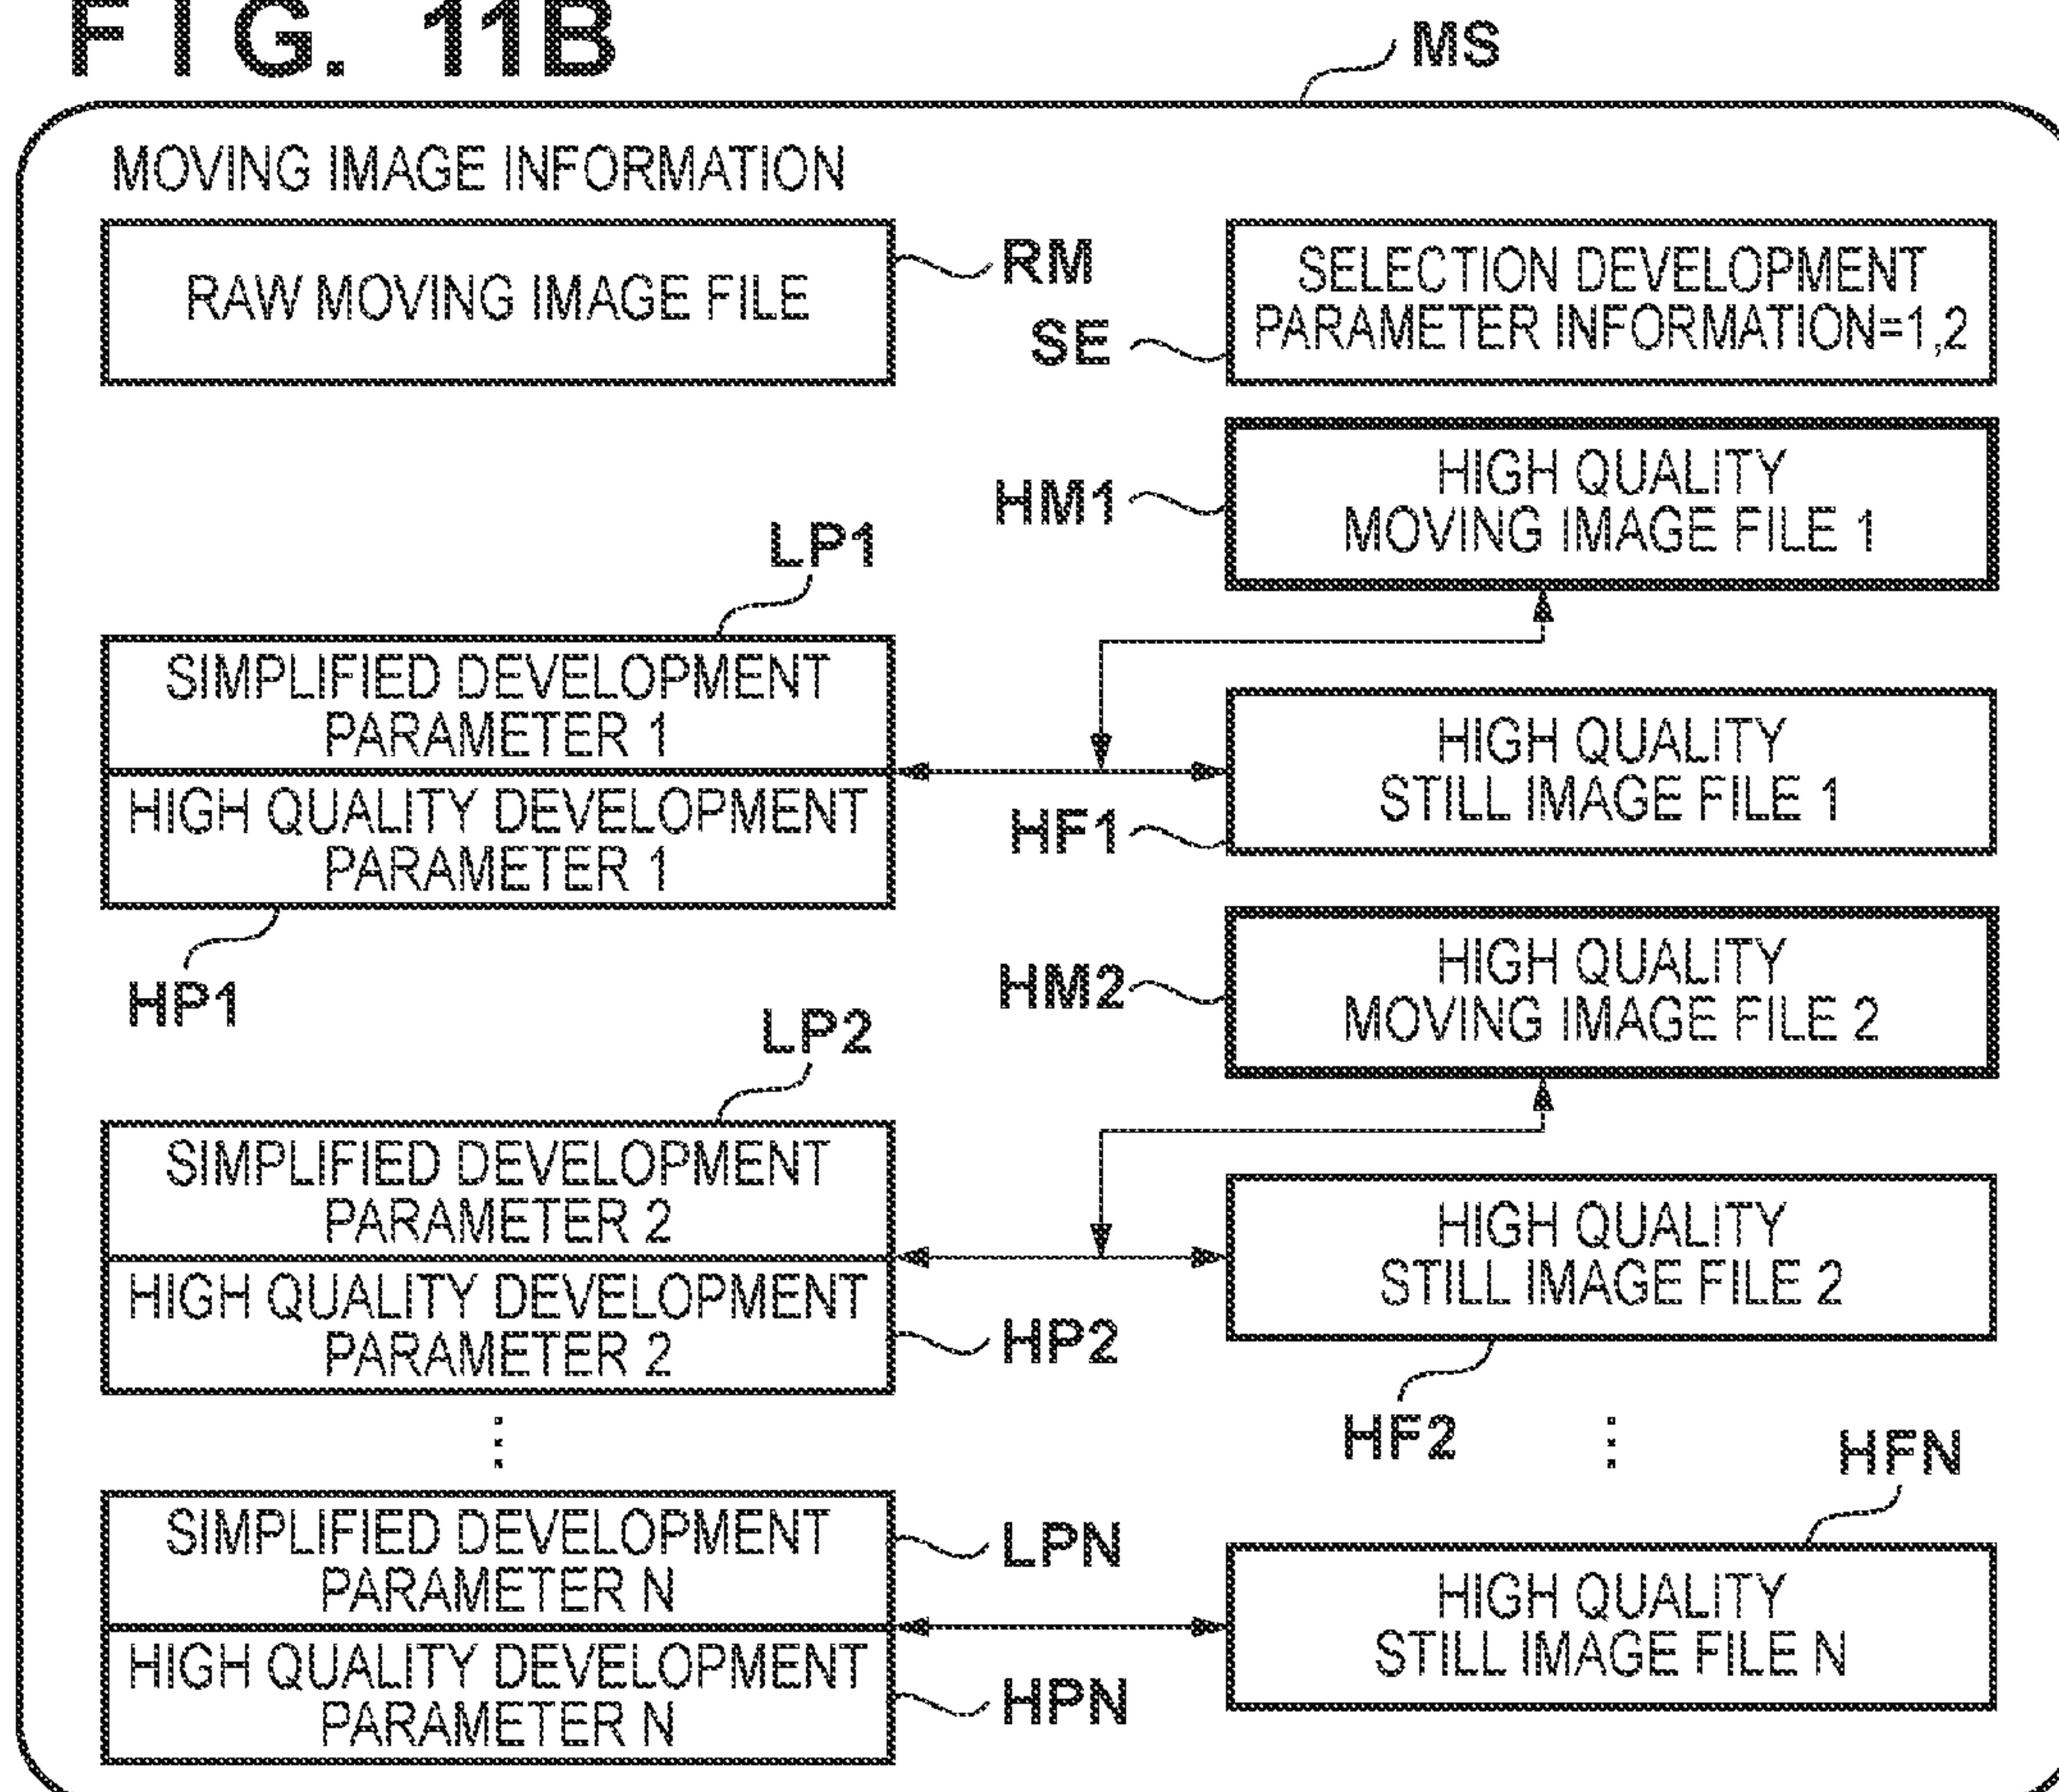 FIG. 11B
MS
MOVING IMAGE INFORMATION
RAW MOVING IMAGE FILE
RM
SELECTION DEVELOPMENT
PARAMETER INFORMATION=1,2
SE
HIGH QUALITY
MOVING IMAGE FILE 1
HM1
LP1
SIMPLIFIED DEVELOPMENT
PARAMETER 1
HIGH QUALITY DEVELOPMENT
PARAMETER 1
HP1
HIGH QUALITY
STILL IMAGE FILE 1
HF1
HIGH QUALITY
MOVING IMAGE FILE 2
HM2
LP2
SIMPLIFIED DEVELOPMENT
PARAMETER 2
HIGH QUALITY DEVELOPMENT
PARAMETER 2
HP2
HIGH QUALITY
STILL IMAGE FILE 2
HF2
⋮
⋮
HFN
SIMPLIFIED DEVELOPMENT
PARAMETER N
LPN
HIGH QUALITY DEVELOPMENT
PARAMETER N
HPN
HIGH QUALITY
STILL IMAGE FILE N